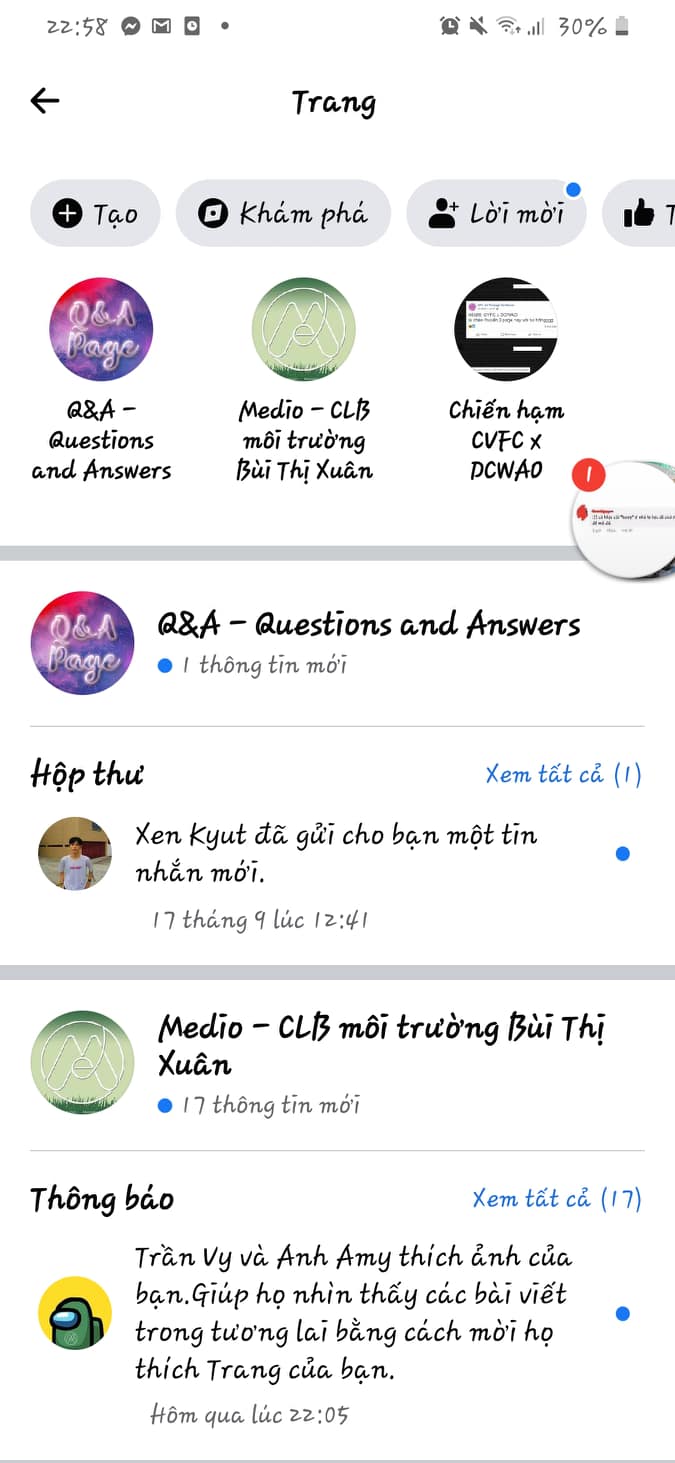 22:58
30%
Trang
Tạo
Khám phá
Lời mời
Q&A
Page
Q&A –
Questions
and Answers
Medio – CLB
môi trường
Bùi Thị Xuân
Chiến hạm
CVFC x
DCWAO
1
Q&A
Page
Q&A – Questions and Answers
1 thông tin mới
Hộp thư
Xem tất cả (1)
Xen Kyut đã gửi cho bạn một tin
nhắn mới.
17 tháng 9 lúc 12:41
Medio – CLB môi trường Bùi Thị
Xuân
17 thông tin mới
Thông báo
Xem tất cả (17)
Trần Vy và Anh Amy thích ảnh của
bạn.Giúp họ nhìn thấy các bài viết
trong tương lai bằng cách mời họ
thích Trang của bạn.
Hôm qua lúc 22:05